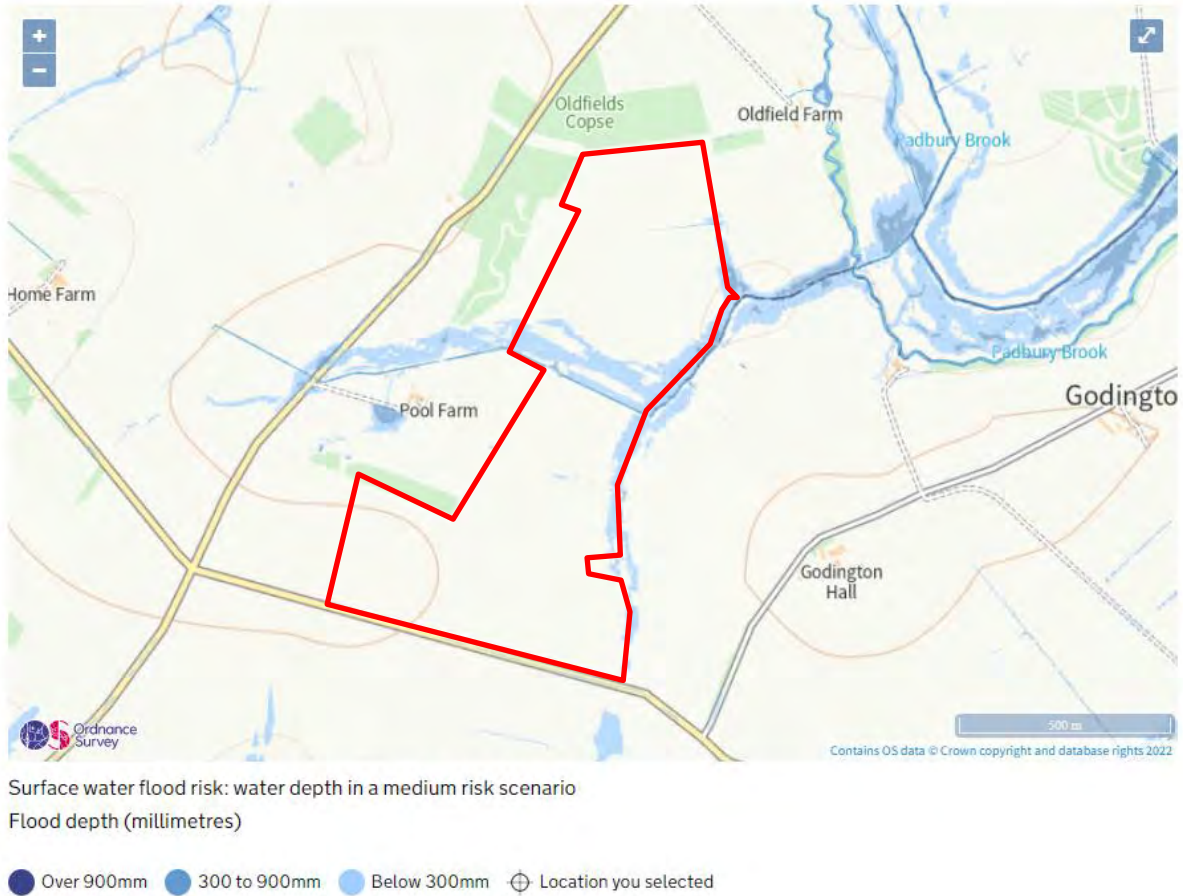 +
−
Oldfields
Copse
Oldfield Farm
Padbury Brook
Home Farm
Padbury Brook
Pool Farm
Godingto
Godington
Hall
OS
Ordnance
Survey
500 m
Contains OS data © Crown copyright and database rights 2022
Surface water flood risk: water depth in a medium risk scenario
Flood depth (millimetres)
Over 900mm 300 to 900mm Below 300mm Location you selected